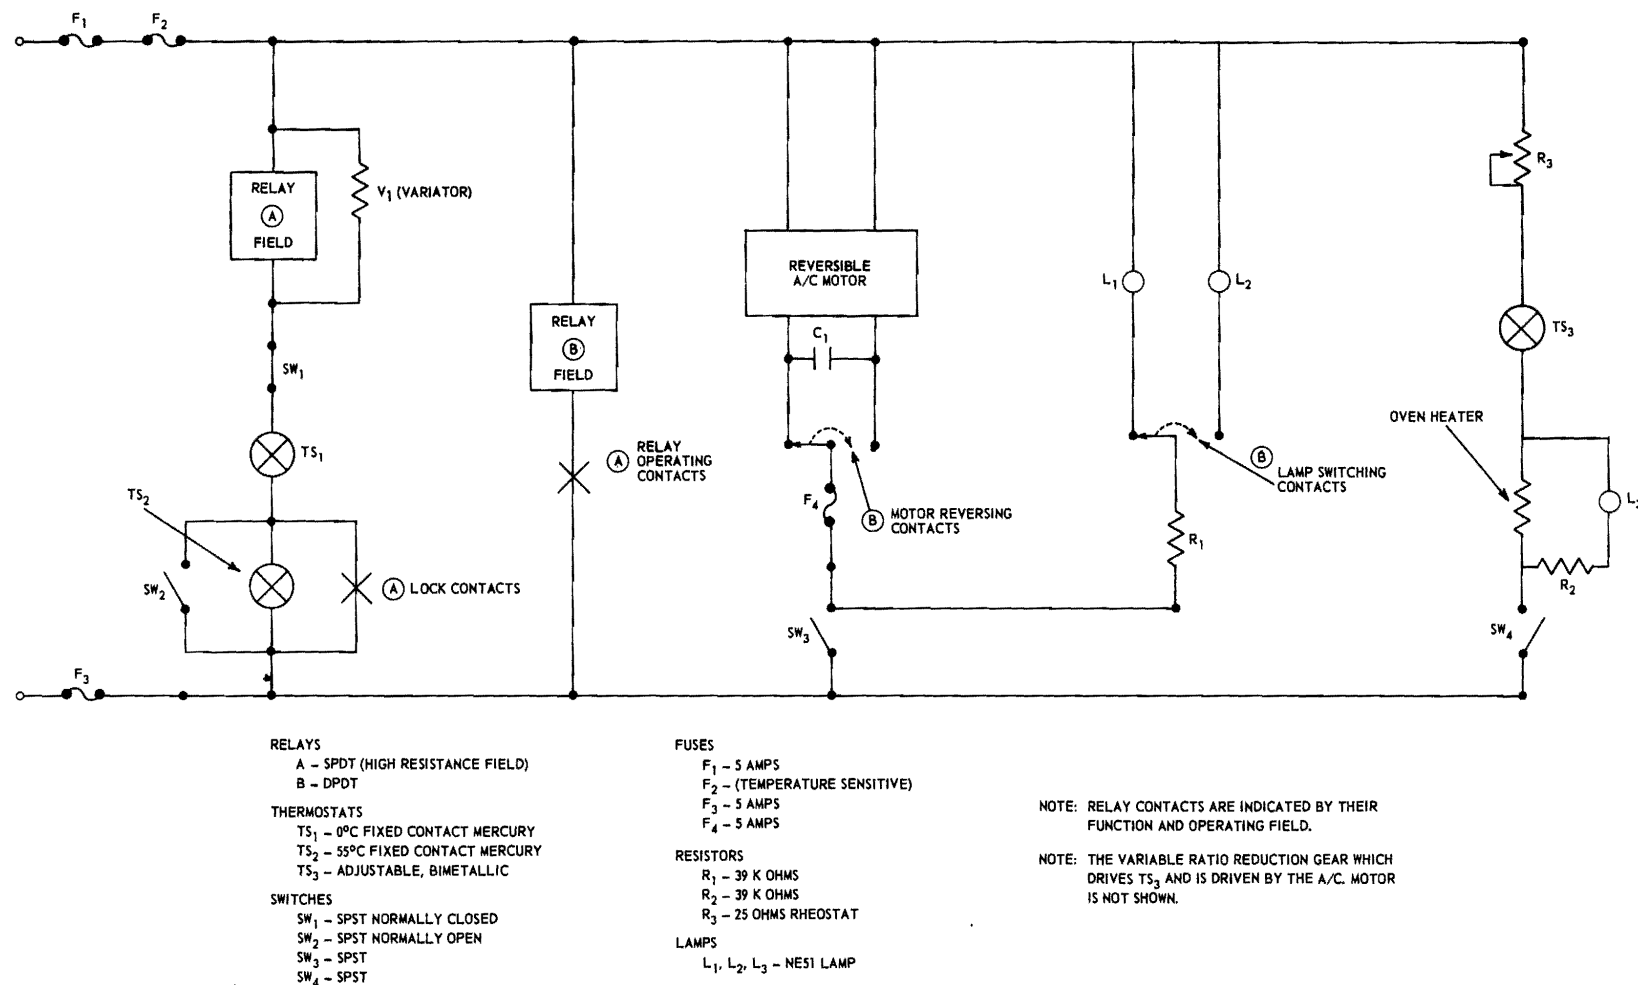 F1
F2
RELAY
A
FIELD
V1 (VARIATOR)
SW1
TS1
TS2
SW2
A LOCK CONTACTS
F3
RELAY
B
FIELD
A RELAY
OPERATING
CONTACTS
REVERSIBLE
A/C MOTOR
C1
F4
B MOTOR REVERSING
CONTACTS
SW3
L1
L2
B
LAMP SWITCHING
CONTACTS
R1
R3
TS3
OVEN HEATER
R2
SW4
RELAYS
A – SPDT (HIGH RESISTANCE FIELD)
B – DPDT
THERMOSTATS
TS1 – 0°C FIXED CONTACT MERCURY
TS2 – 55°C FIXED CONTACT MERCURY
TS3 – ADJUSTABLE, BIMETALLIC
SWITCHES
SW1 – SPST NORMALLY CLOSED
SW2 – SPST NORMALLY OPEN
SW3 – SPST
SW4 – SPST
FUSES
F1 – 5 AMPS
F2 – (TEMPERATURE SENSITIVE)
F3 – 5 AMPS
F4 – 5 AMPS
RESISTORS
R1 – 39 K OHMS
R2 – 39 K OHMS
R3 – 25 OHMS RHEOSTAT
LAMPS
L1, L2, L3 – NE51 LAMP
NOTE: RELAY CONTACTS ARE INDICATED BY THEIR
FUNCTION AND OPERATING FIELD.
NOTE: THE VARIABLE RATIO REDUCTION GEAR WHICH
DRIVES TS3 AND IS DRIVEN BY THE A/C. MOTOR
IS NOT SHOWN.